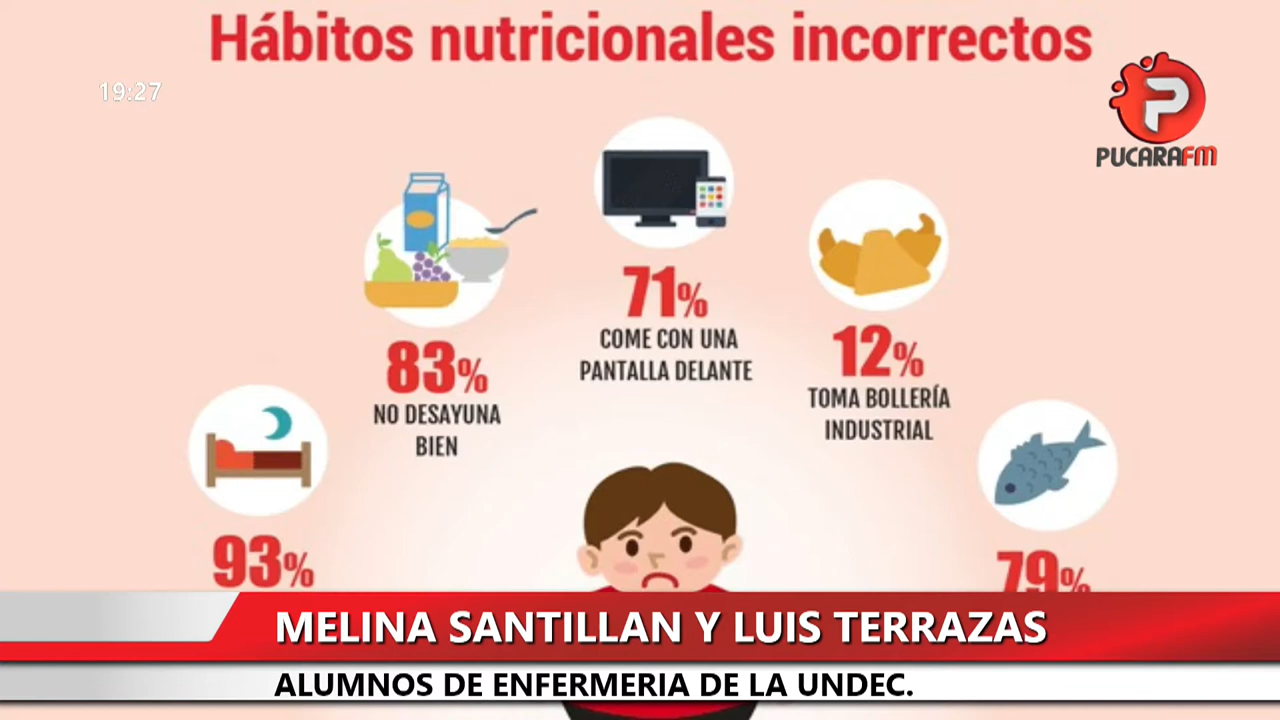 Hábitos nutricionales incorrectos
19:27
PUCARAFM
71%
COME CON UNA
PANTALLA DELANTE
83%
NO DESAYUNA
BIEN
12%
TOMA BOLLERÍA
INDUSTRIAL
93%
79%
MELINA SANTILLAN Y LUIS TERRAZAS
ALUMNOS DE ENFERMERIA DE LA UNDEC.